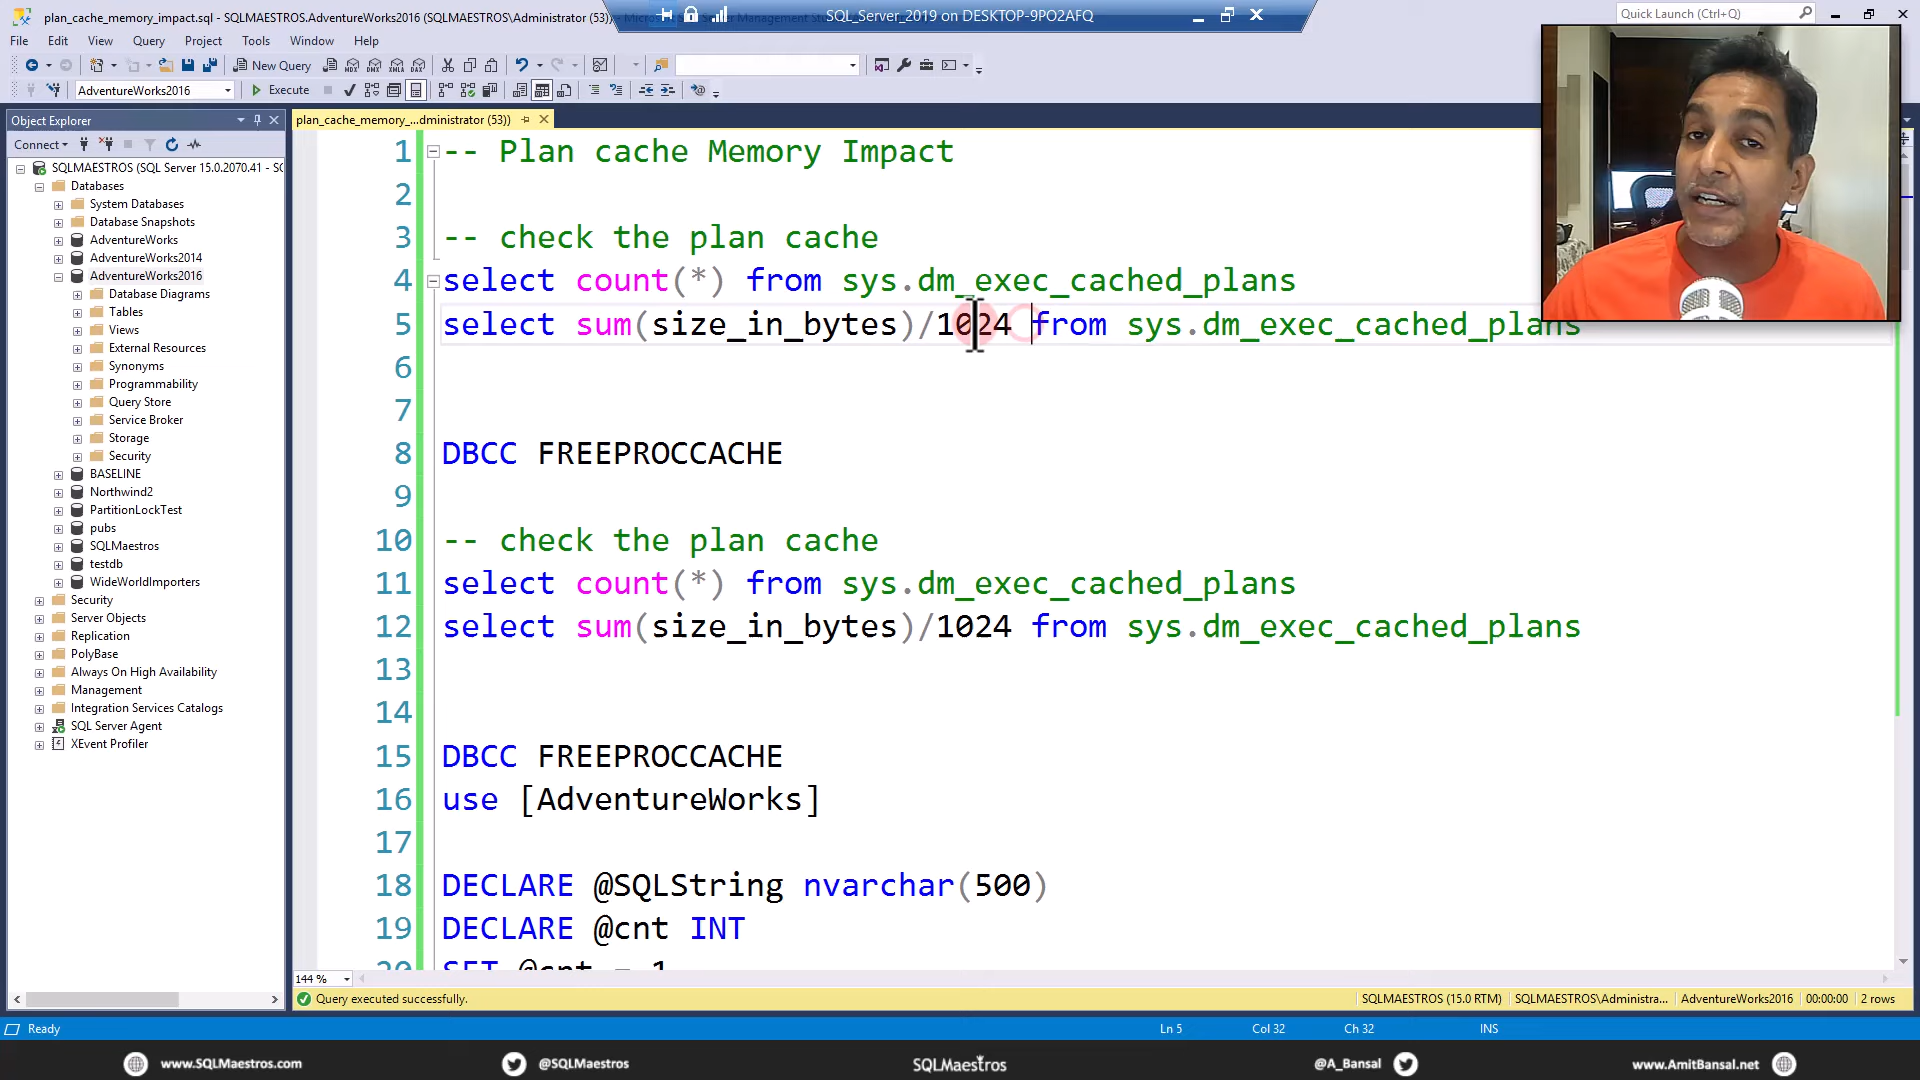 plan_cache_memory_impact.sql - SQLMAESTROS.AdventureWorks2016 (SQLMAESTROS\Administrator (53))
SQL_Server_2019 on DESKTOP-9PO2AFQ
Quick Launch (Ctrl+Q)
File Edit View Query Project Tools Window Help
New Query
AdventureWorks2016
Execute
Object Explorer
Connect
SQLMAESTROS (SQL Server 15.0.2070.41 - SC
Databases
System Databases
Database Snapshots
AdventureWorks
AdventureWorks2014
AdventureWorks2016
Database Diagrams
Tables
Views
External Resources
Synonyms
Programmability
Query Store
Service Broker
Storage
Security
BASELINE
Northwind2
PartitionLockTest
pubs
SQLMaestros
testdb
WideWorldImporters
Security
Server Objects
Replication
PolyBase
Always On High Availability
Management
Integration Services Catalogs
SQL Server Agent
XEvent Profiler
plan_cache_memory_...dministrator (53))
1 -- Plan cache Memory Impact
2
3 -- check the plan cache
4 select count(*) from sys.dm_exec_cached_plans
5 select sum(size_in_bytes)/1024 from sys.dm_exec_cached_plans
6
7
8 DBCC FREEPROCCACHE
9
10 -- check the plan cache
11 select count(*) from sys.dm_exec_cached_plans
12 select sum(size_in_bytes)/1024 from sys.dm_exec_cached_plans
13
14
15 DBCC FREEPROCCACHE
16 use [AdventureWorks]
17
18 DECLARE @SQLString nvarchar(500)
19 DECLARE @cnt INT
20 SET @cnt = 1
144 %
Query executed successfully.
SQLMAESTROS (15.0 RTM) SQLMAESTROS\Administra... AdventureWorks2016 00:00:00 2 rows
Ready
Ln 5 Col 32 Ch 32 INS
www.SQLMaestros.com @SQLMaestros SQLMaestros @A_Bansal www.AmitBansal.net